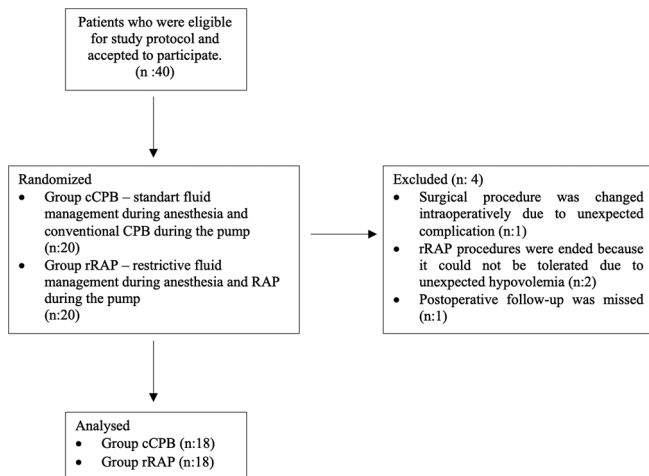 Patients who were eligible
for study protocol and
accepted to participate.
(n :40)
Randomized
• Group cCPB – standart fluid
management during anesthesia and
conventional CPB during the pump
(n:20)
• Group rRAP – restrictive fluid
management during anesthesia and RAP
during the pump
(n:20)
Excluded (n: 4)
• Surgical procedure was changed
intraoperatively due to unexpected
complication (n:1)
• rRAP procedures were ended because
it could not be tolerated due to
unexpected hypovolemia (n:2)
• Postoperative follow-up was missed
(n:1)
Analysed
• Group cCPB (n:18)
• Group rRAP (n:18)